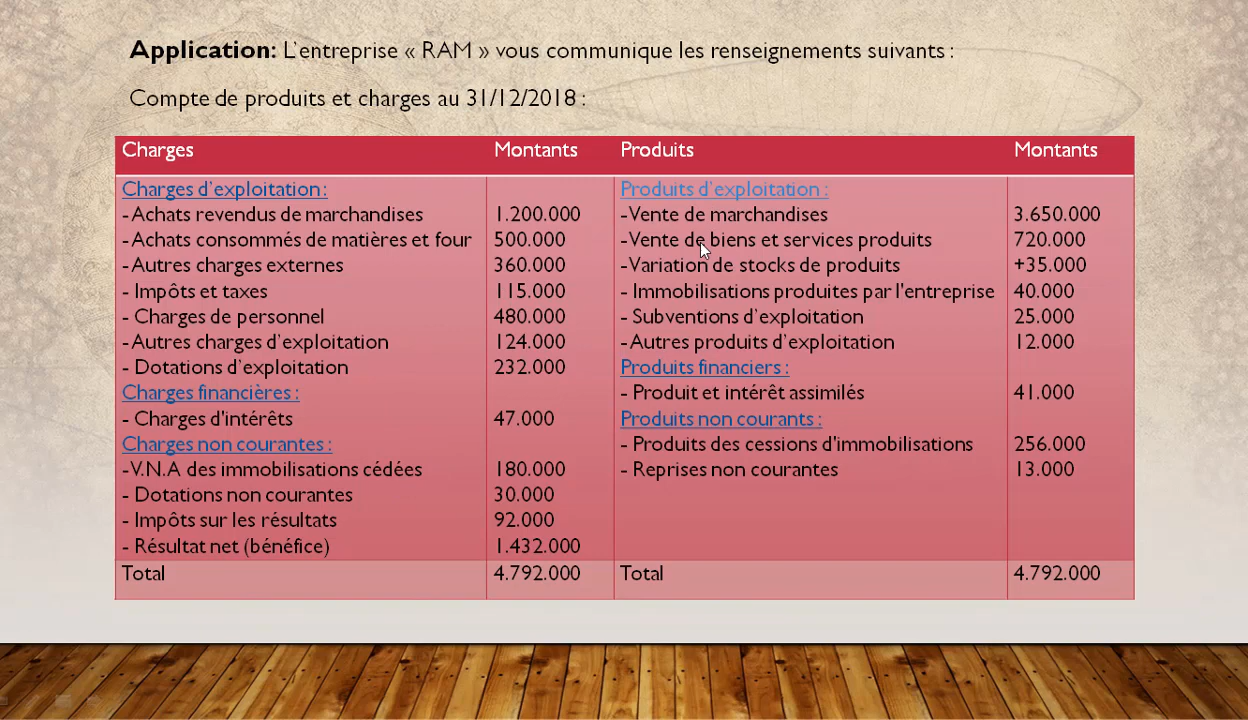 Application: L'entreprise « RAM » vous communique les renseignements suivants :
Compte de produits et charges au 31/12/2018 :
Charges Montants Produits Montants
Charges d'exploitation: Produits d'exploitation :
-Achats revendus de marchandises 1.200.000 -Vente de marchandises 3.650.000
-Achats consommés de matières et four 500.000 -Vente de biens et services produits 720.000
-Autres charges externes 360.000 -Variation de stocks de produits +35.000
- Impôts et taxes 115.000 - Immobilisations produites par l'entreprise 40.000
- Charges de personnel 480.000 - Subventions d'exploitation 25.000
-Autres charges d'exploitation 124.000 -Autres produits d'exploitation 12.000
- Dotations d'exploitation 232.000 Produits financiers :
Charges financières : - Produit et intérêt assimilés 41.000
- Charges d'intérêts 47.000 Produits non courants :
Charges non courantes : - Produits des cessions d'immobilisations 256.000
-V.N.A des immobilisations cédées 180.000 - Reprises non courantes 13.000
- Dotations non courantes 30.000
- Impôts sur les résultats 92.000
- Résultat net (bénéfice) 1.432.000
Total 4.792.000 Total 4.792.000